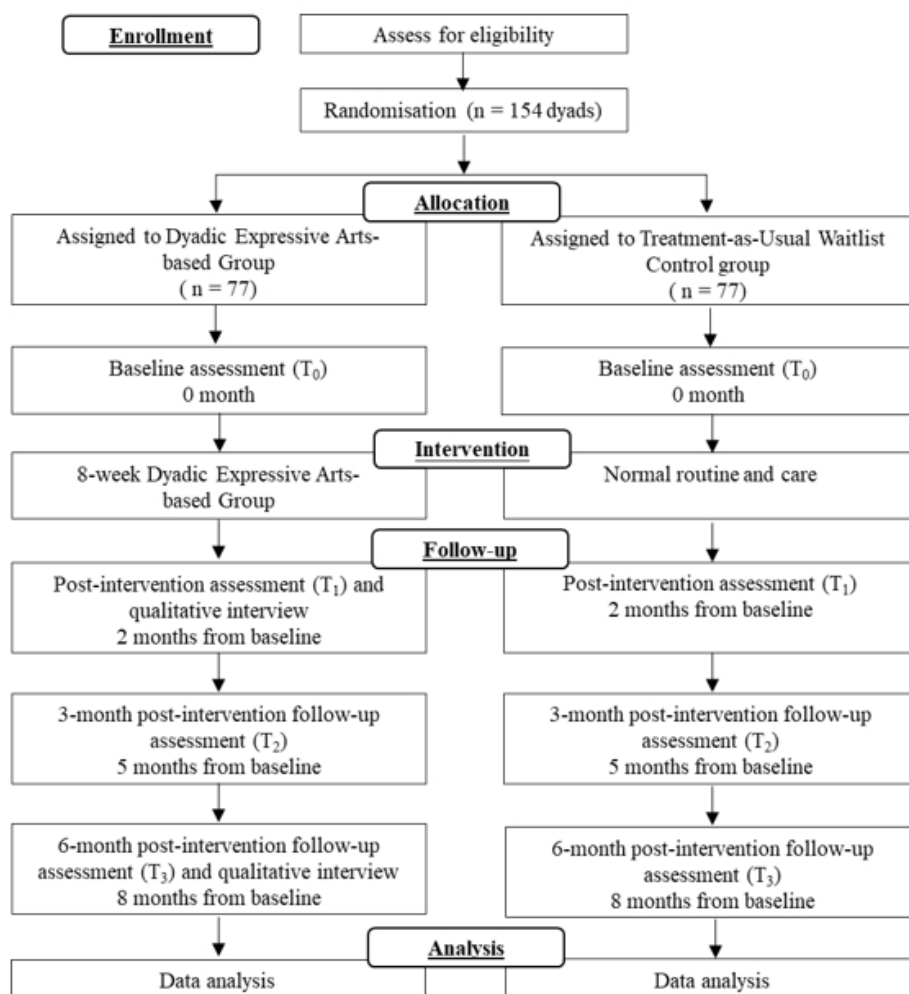 Enrollment
Assess for eligibility
Randomisation (n = 154 dyads)
Allocation
Assigned to Dyadic Expressive Arts-
based Group
( n = 77)
Assigned to Treatment-as-Usual Waitlist
Control group
( n = 77)
Baseline assessment (T₀)
0 month
Baseline assessment (T₀)
0 month
Intervention
8-week Dyadic Expressive Arts-
based Group
Normal routine and care
Follow-up
Post-intervention assessment (T₁) and
qualitative interview
2 months from baseline
Post-intervention assessment (T₁)
2 months from baseline
3-month post-intervention follow-up
assessment (T₂)
5 months from baseline
3-month post-intervention follow-up
assessment (T₂)
5 months from baseline
6-month post-intervention follow-up
assessment (T₃) and qualitative interview
8 months from baseline
6-month post-intervention follow-up
assessment (T₃)
8 months from baseline
Analysis
Data analysis
Data analysis